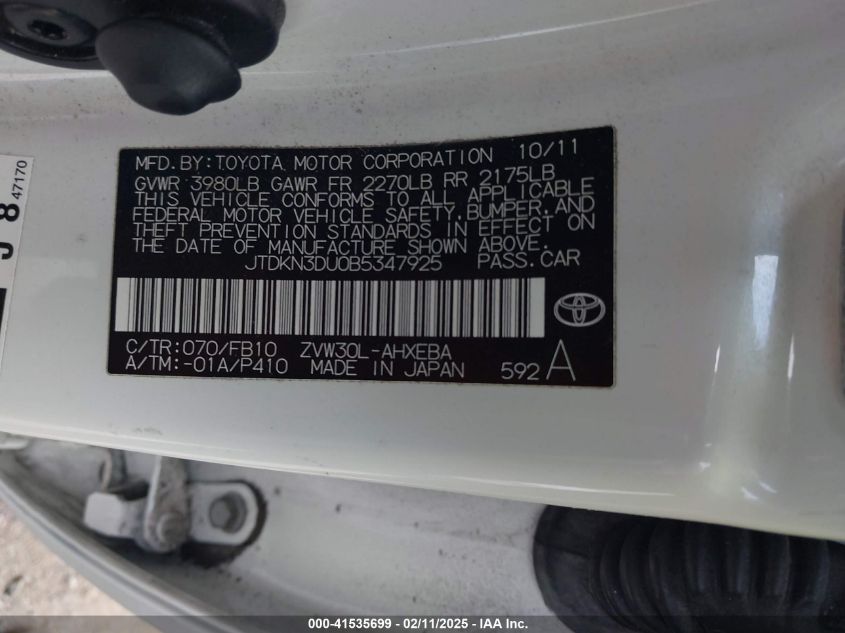 MFD.BY:TOYOTA MOTOR CORPORATION 10/11
GVWR 3980LB GAWR FR 2270LB RR 2175LB
THIS VEHICLE CONFORMS TO ALL APPLICABLE
FEDERAL MOTOR VEHICLE SAFETY,BUMPER,AND
THEFT PREVENTION STANDARDS IN EFFECT ON
THE DATE OF MANUFACTURE SHOWN ABOVE.
JTDKN3DU0B5347925 PASS.CAR
C/TR:070/FB10 ZVW30L-AHXEBA
A/TM:-01A/P410 MADE IN JAPAN 592 A
J 8 47170
000-41535699 - 02/11/2025 - IAA Inc.